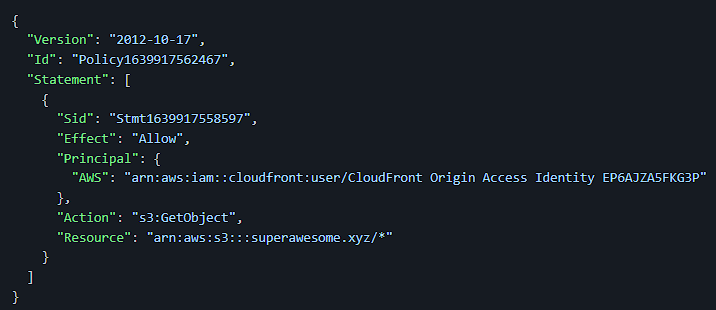 {
"Version": "2012-10-17",
"Id": "Policy1639917562467",
"Statement": [
{
"Sid": "Stmt1639917558597",
"Effect": "Allow",
"Principal": {
"AWS": "arn:aws:iam::cloudfront:user/CloudFront Origin Access Identity EP6AJZA5FKG3P"
},
"Action": "s3:GetObject",
"Resource": "arn:aws:s3:::superawesome.xyz/*"
}
]
}